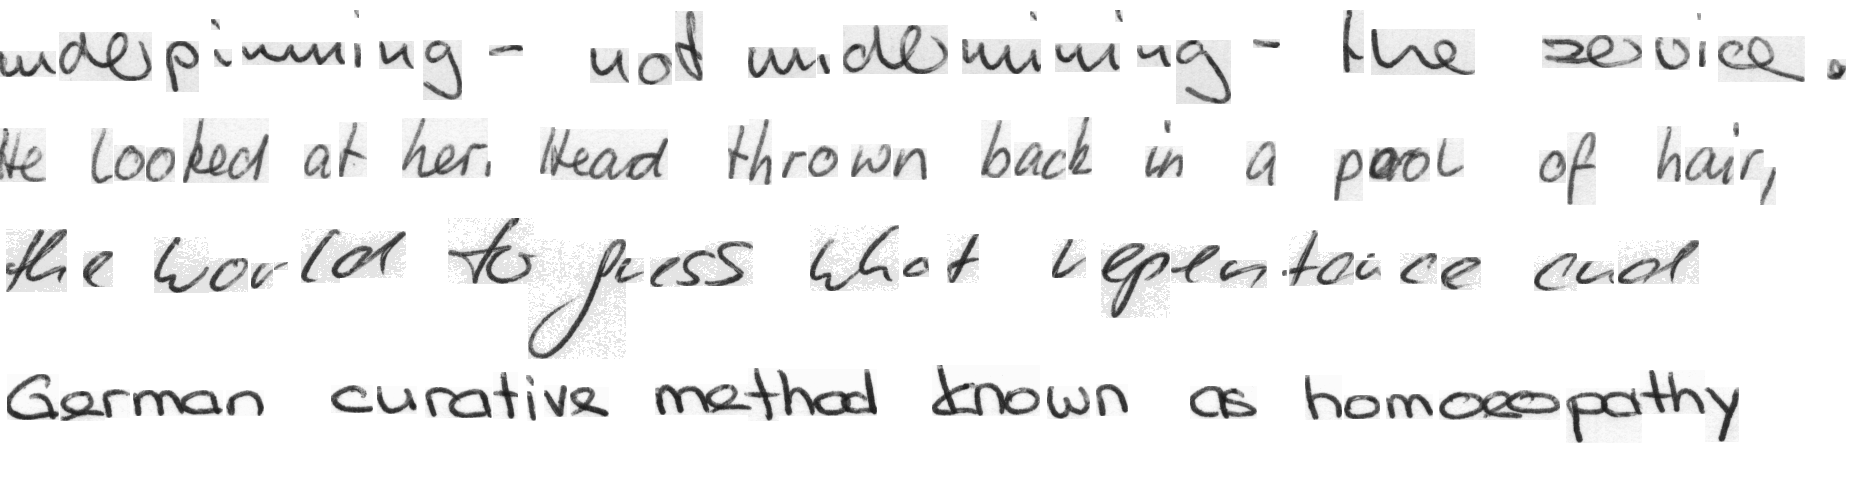 underpinning - not undermining - the service.
He looked at her. Head thrown back in a pool of hair,
the world to guess what repentance and
German curative method known as homoeopathy